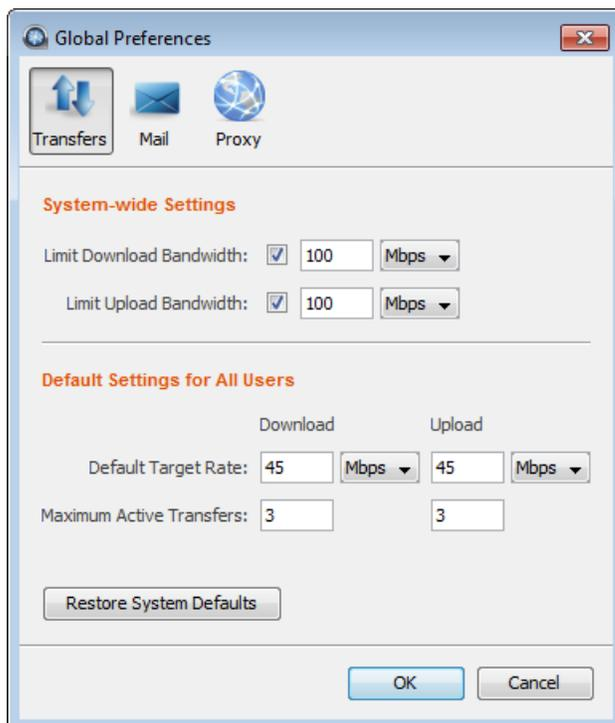 Global Preferences
Transfers Mail Proxy
System-wide Settings
Limit Download Bandwidth: 100 Mbps
Limit Upload Bandwidth: 100 Mbps
Default Settings for All Users
Download Upload
Default Target Rate: 45 Mbps 45 Mbps
Maximum Active Transfers: 3 3
Restore System Defaults
OK Cancel